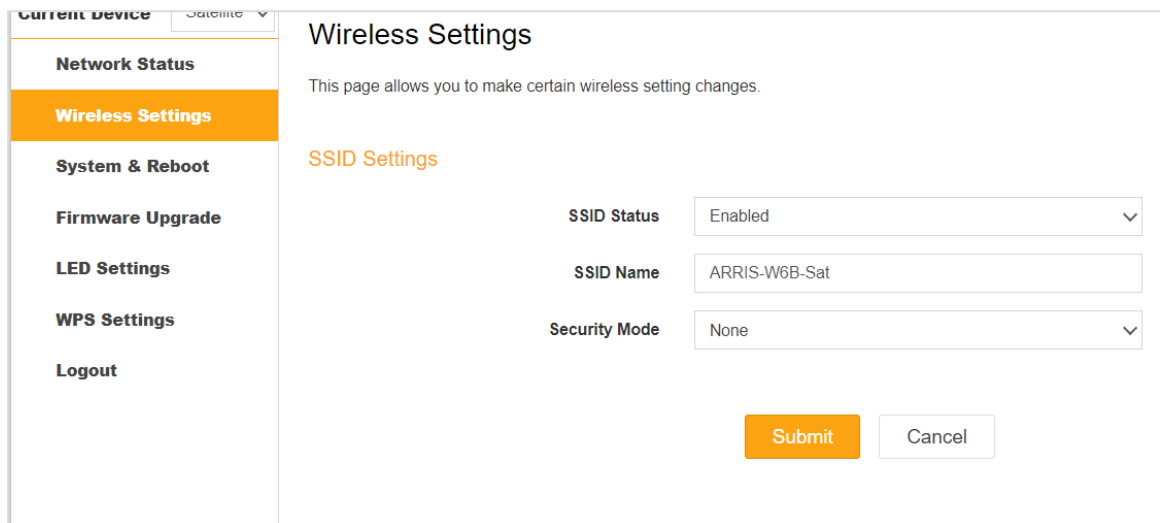 Current Device Satellite
Network Status
Wireless Settings
System & Reboot
Firmware Upgrade
LED Settings
WPS Settings
Logout
Wireless Settings
This page allows you to make certain wireless setting changes.
SSID Settings
SSID Status Enabled
SSID Name ARRIS-W6B-Sat
Security Mode None
Submit Cancel